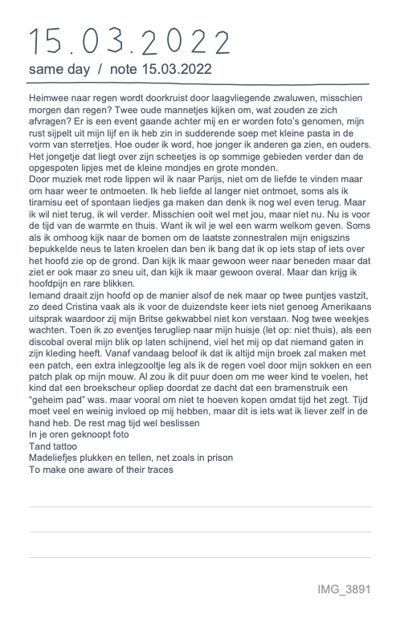 15.03.2022
same day / note 15.03.2022
Heimwee naar regen wordt doorkruist door laagvliegende zwaluwen, misschien
morgen dan regen? Twee oude mannetjes kijken om, wat zouden ze zich
afvragen? Er is een event gaande achter mij en er worden foto's genomen, mijn
rust sijpelt uit mijn lijf en ik heb zin in sudderende soep met kleine pasta in de
vorm van sterretjes. Hoe ouder ik word, hoe jonger ik anderen ga zien, en ouders.
Het jongetje dat liegt over zijn scheetjes is op sommige gebieden verder dan de
opgespoten lipjes met de kleine mondjes en grote monden.
Door muziek met rode lippen wil ik naar Parijs, niet om de liefde te vinden maar
om haar weer te ontmoeten. Ik heb liefde al langer niet ontmoet, soms als ik
tiramisu eet of spontaan liedjes ga maken dan denk ik nog wel even terug. Maar
ik wil niet terug, ik wil verder. Misschien ooit wel met jou, maar niet nu. Nu is voor
de tijd van de warmte en thuis. Want ik wil je wel een warm welkom geven. Soms
als ik omhoog kijk naar de bomen om de laatste zonnestralen mijn enigszins
bepukkelde neus te laten kroelen dan ben ik bang dat ik op iets stap of iets over
het hoofd zie op de grond. Dan kijk ik maar gewoon weer naar beneden maar dat
ziet er ook maar zo sneu uit, dan kijk ik maar gewoon overal. Maar dan krijg ik
hoofdpijn en rare blikken.
Iemand draait zijn hoofd op de manier alsof de nek maar op twee puntjes vastzit,
zo deed Cristina vaak als ik voor de duizendste keer iets niet genoeg Amerikaans
uitsprak waardoor zij mijn Britse gekwabbel niet kon verstaan. Nog twee weekjes
wachten. Toen ik zo eventjes terugliep naar mijn huisje (let op: niet thuis), als een
discobal overal mijn blik op laten schijnend, viel het mij op dat niemand gaten in
zijn kleding heeft. Vanaf vandaag beloof ik dat ik altijd mijn broek zal maken met
een patch, een extra inlegzooltje leg als ik de regen voel door mijn sokken en een
patch plak op mijn mouw. Al zou ik dit puur doen om me weer kind te voelen, het
kind dat een broekscheur opliep doordat ze dacht dat een bramenstruik een
"geheim pad" was. maar vooral om niet te hoeven kopen omdat tijd het zegt. Tijd
moet veel en weinig invloed op mij hebben, maar dit is iets wat ik liever zelf in de
hand heb. De rest mag tijd wel beslissen
In je oren geknoopt foto
Tand tattoo
Madeliefjes plukken en tellen, net zoals in prison
To make one aware of their traces
IMG_3891